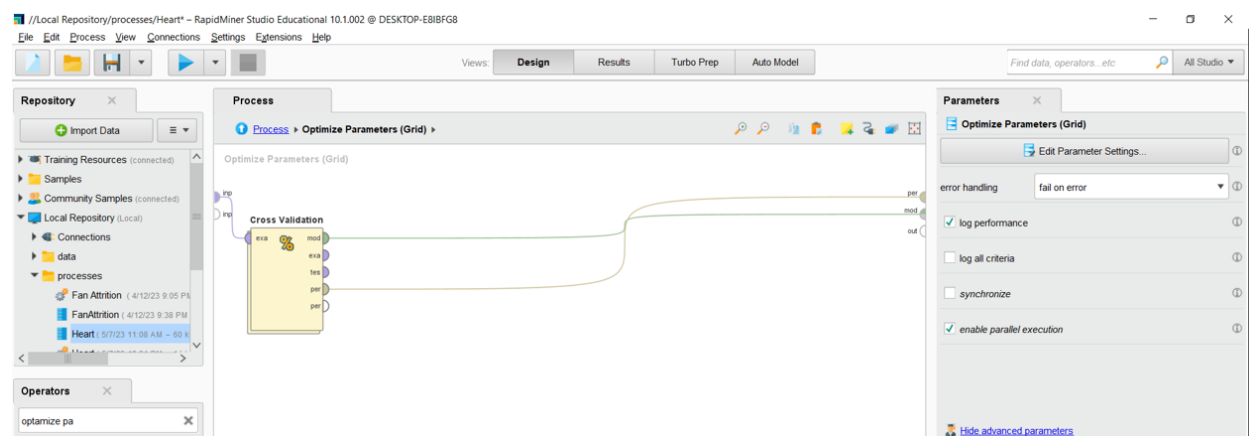 //Local Repository/processes/Heart* – RapidMiner Studio Educational 10.1.002 @ DESKTOP-E8IBFG8
File Edit Process View Connections Settings Extensions Help
Views: Design Results Turbo Prep Auto Model
Find data, operators...etc
All Studio
Repository
Import Data
Training Resources (connected)
Samples
Community Samples (connected)
Local Repository (Local)
Connections
data
processes
Fan Attrition ( 4/12/23 9:05 PM
FanAttrition ( 4/12/23 9:38 PM
Heart ( 5/7/23 11:08 AM – 60 k
Operators
optamize pa
Process
Process Optimize Parameters (Grid)
Optimize Parameters (Grid)
inp
inp
Cross Validation
exa
mod
exa
tes
per
per
per
mod
out
Parameters
Optimize Parameters (Grid)
Edit Parameter Settings...
error handling fail on error
log performance
log all criteria
synchronize
enable parallel execution
Hide advanced parameters